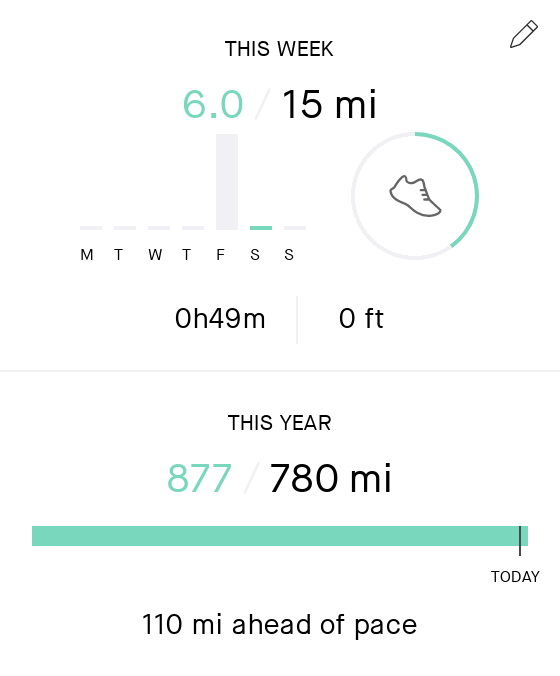 THIS WEEK
6.0 / 15 mi
M T W T F S S
0h49m 0 ft
THIS YEAR
877 / 780 mi
TODAY
110 mi ahead of pace